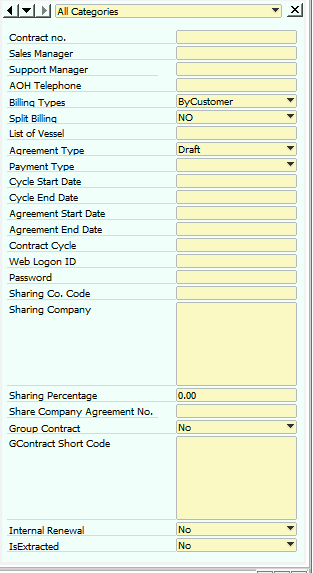 All Categories
Contract no.
Sales Manager
Support Manager
AOH Telephone
Billing Types ByCustomer
Split Billing NO
List of Vessel
Agreement Type Draft
Payment Type
Cycle Start Date
Cycle End Date
Agreement Start Date
Agreement End Date
Contract Cycle
Web Logon ID
Password
Sharing Co. Code
Sharing Company
Sharing Percentage 0.00
Share Company Agreement No.
Group Contract No
GContract Short Code
Internal Renewal No
IsExtracted No